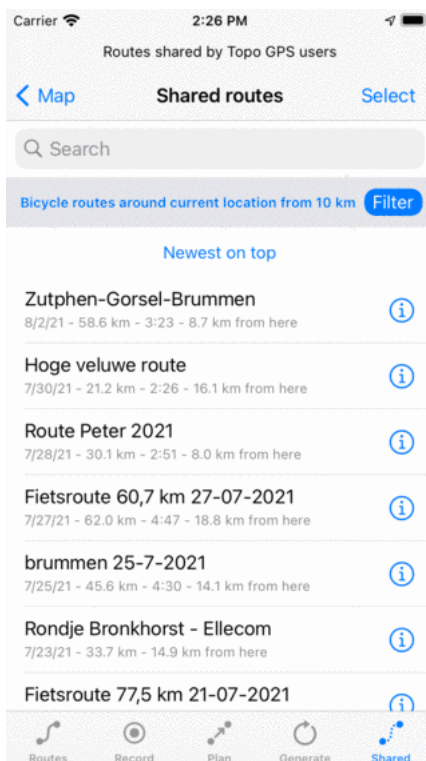 Carrier 2:26 PM
Routes shared by Topo GPS users
Map Shared routes Select
Search
Bicycle routes around current location from 10 km Filter
Newest on top
Zutphen-Gorsel-Brummen
8/2/21 - 58.6 km - 3:23 - 8.7 km from here
Hoge veluwe route
7/30/21 - 21.2 km - 2:26 - 16.1 km from here
Route Peter 2021
7/28/21 - 30.1 km - 2:51 - 8.0 km from here
Fietsroute 60,7 km 27-07-2021
7/27/21 - 62.0 km - 4:47 - 18.8 km from here
brummen 25-7-2021
7/25/21 - 45.6 km - 4:30 - 14.1 km from here
Rondje Bronkhorst - Ellecom
7/23/21 - 33.7 km - 14.9 km from here
Fietsroute 77,5 km 21-07-2021
Routes Record Plan Generate Shared